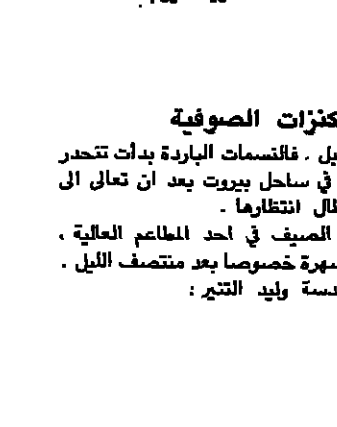 كنزات الصوفية
يل . فالنسمات الباردة بدأت تتحدر
في ساحل بيروت بعد ان تعالى الى
طال انتظارها .
الصيف في احد المطاعم العالية ،
سهرة خصوصا بعد منتصف الليل .
دسة وليد التنير :